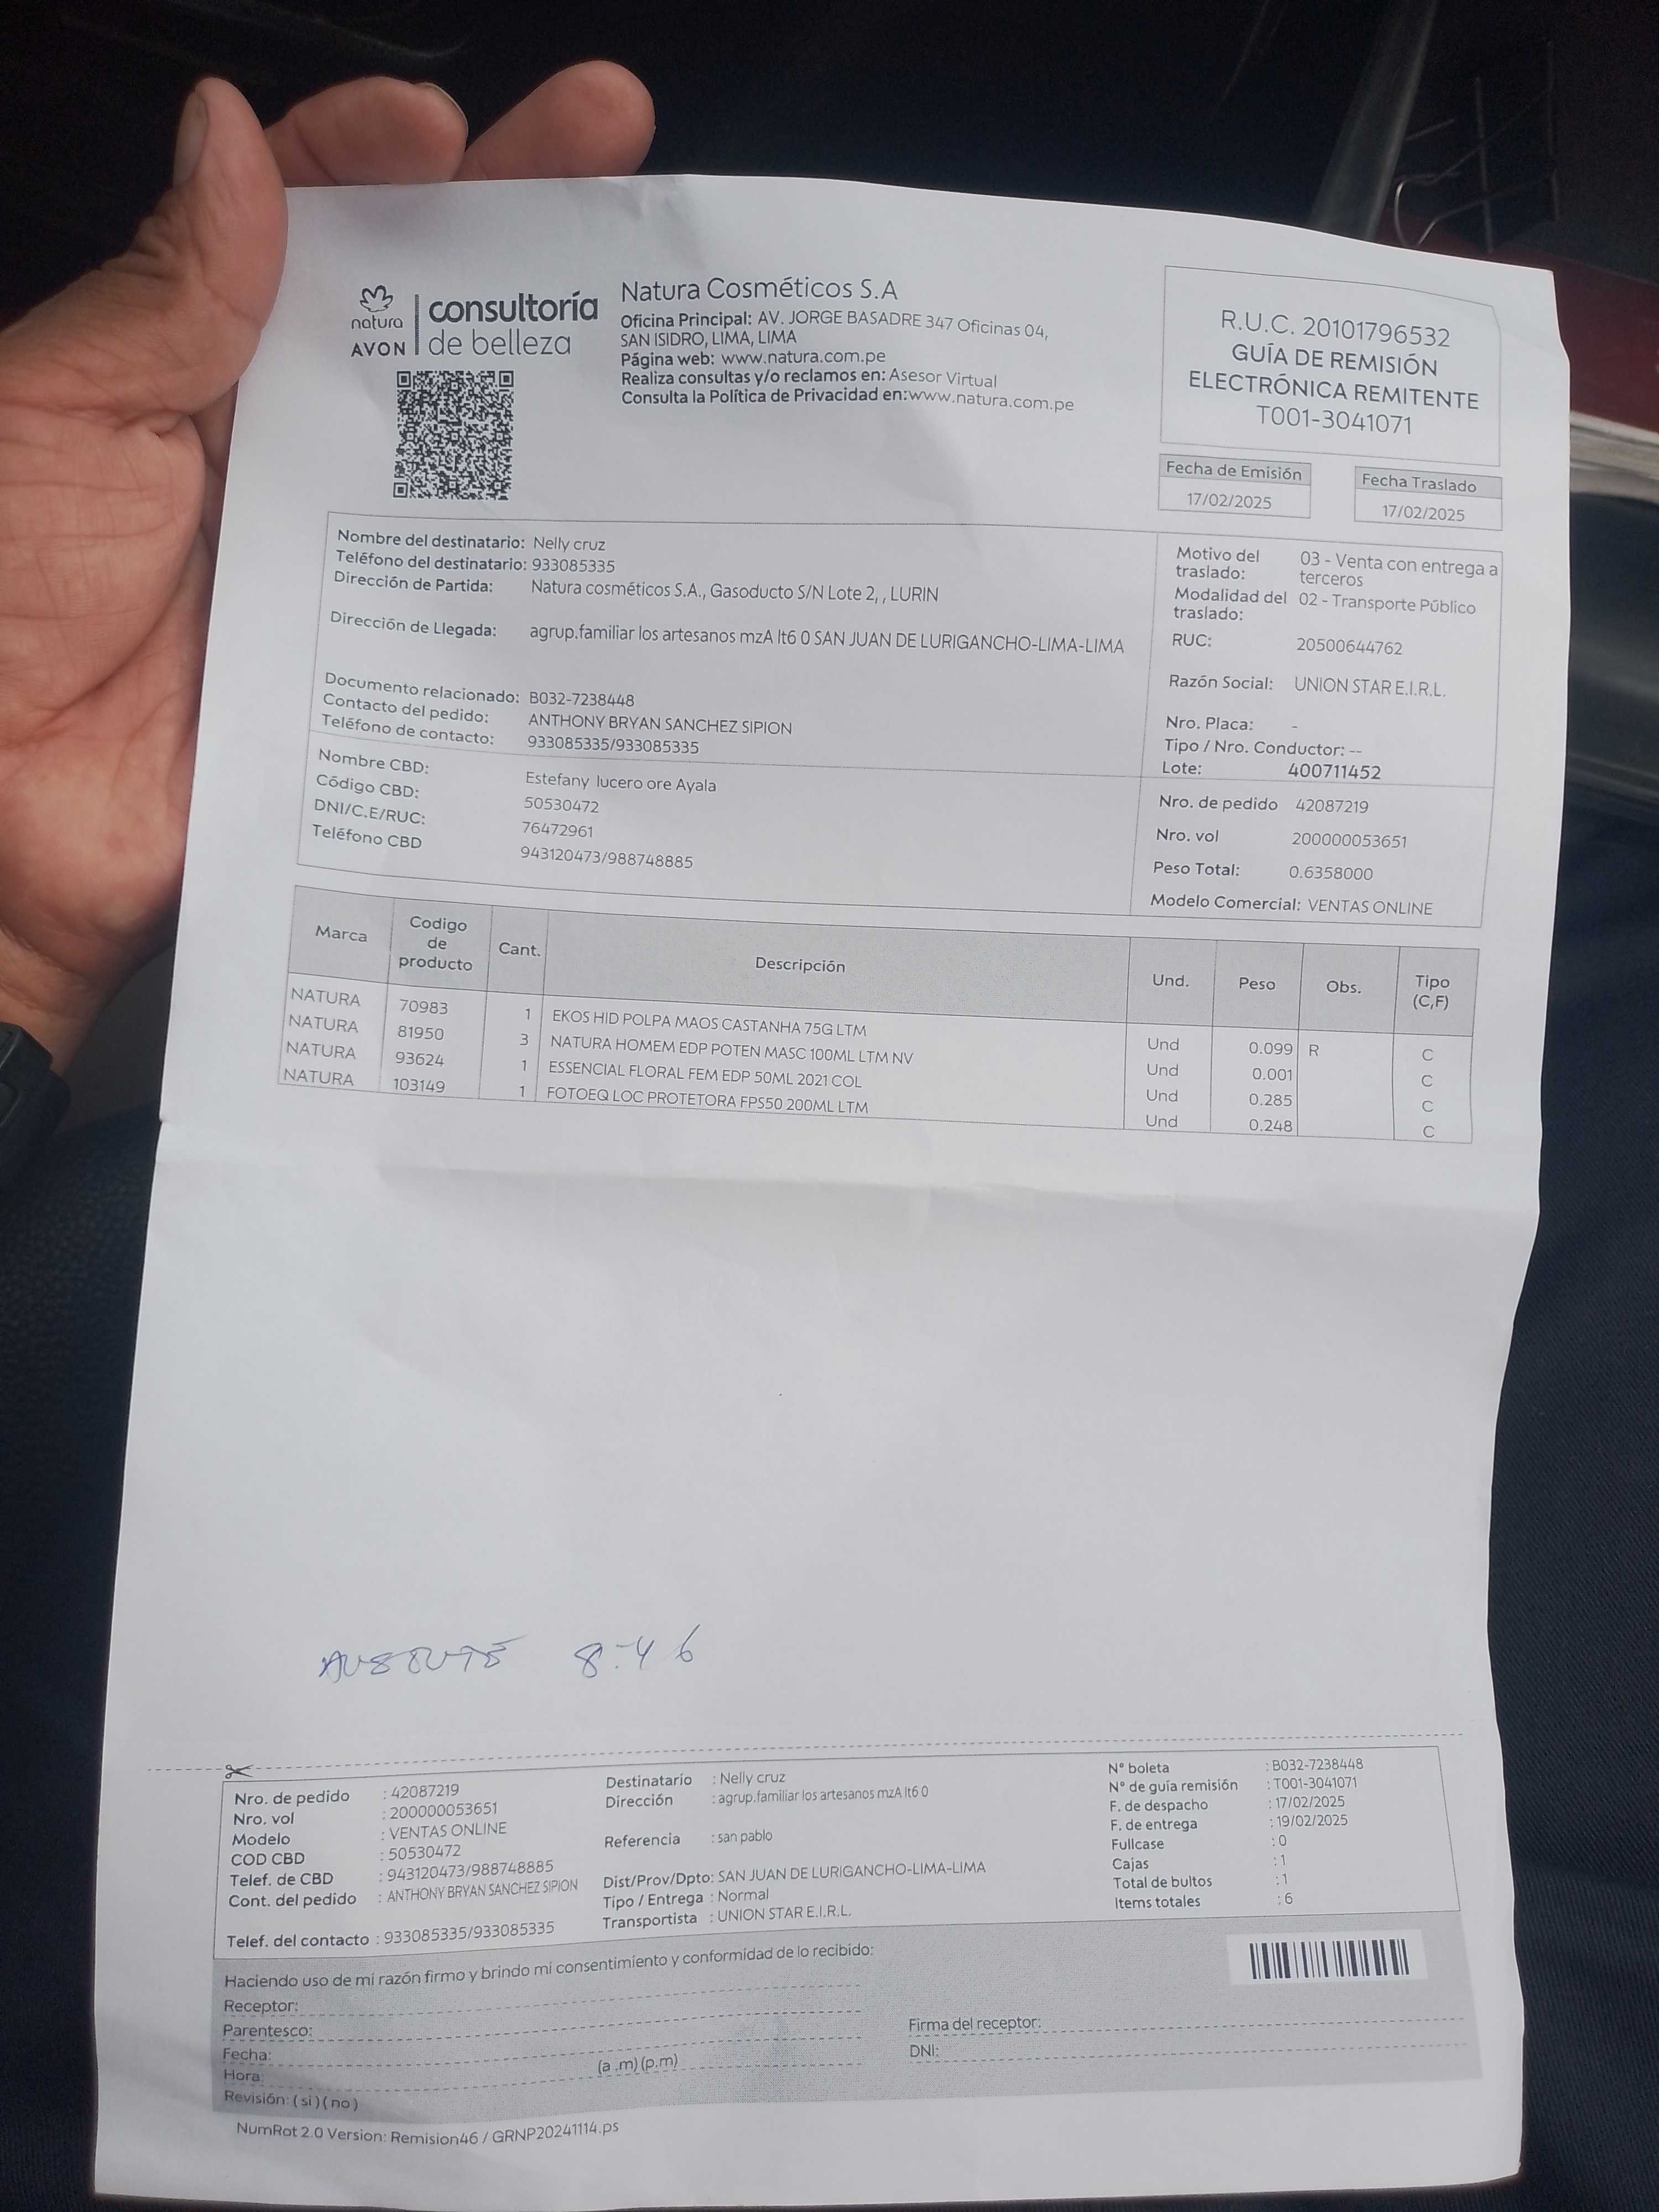 natura
AVON
consultoría
de belleza
Natura Cosméticos S.A
Oficina Principal: AV. JORGE BASADRE 347 Oficinas 04,
SAN ISIDRO, LIMA, LIMA
Página web: www.natura.com.pe
Realiza consultas y/o reclamos en: Asesor Virtual
Consulta la Política de Privacidad en:www.natura.com.pe
R.U.C. 20101796532
GUÍA DE REMISIÓN
ELECTRÓNICA REMITENTE
T001-3041071
Fecha de Emisión
17/02/2025
Fecha Traslado
17/02/2025
Nombre del destinatario: Nelly cruz
Teléfono del destinatario: 933085335
Dirección de Partida: Natura cosméticos S.A., Gasoducto S/N Lote 2, , LURIN
Dirección de Llegada: agrup.familiar los artesanos mzA lt6 0 SAN JUAN DE LURIGANCHO-LIMA-LIMA
Documento relacionado: B032-7238448
Contacto del pedido: ANTHONY BRYAN SANCHEZ SIPION
Teléfono de contacto: 933085335/933085335
Nombre CBD: Estefany lucero ore Ayala
Código CBD: 50530472
DNI/C.E/RUC: 76472961
Teléfono CBD 943120473/988748885
Motivo del traslado: 03 - Venta con entrega a
terceros
Modalidad del traslado: 02 - Transporte Público
RUC: 20500644762
Razón Social: UNION STAR E.I.R.L.
Nro. Placa: -
Tipo / Nro. Conductor: --
Lote: 400711452
Nro. de pedido 42087219
Nro. vol 200000053651
Peso Total: 0.6358000
Modelo Comercial: VENTAS ONLINE
Marca Codigo de producto Cant. Descripción Und. Peso Obs. Tipo (C,F)
NATURA 70983 1 EKOS HID POLPA MAOS CASTANHA 75G LTM Und 0.099 R C
NATURA 81950 3 NATURA HOMEM EDP POTEN MASC 100ML LTM NV Und 0.001 C
NATURA 93624 1 ESSENCIAL FLORAL FEM EDP 50ML 2021 COL Und 0.285 C
NATURA 103149 1 FOTOEQ LOC PROTETORA FPS50 200ML LTM Und 0.248 C
AUSENTE 8:46
Nro. de pedido : 42087219
Nro. vol : 200000053651
Modelo : VENTAS ONLINE
COD CBD : 50530472
Telef. de CBD : 943120473/988748885
Cont. del pedido : ANTHONY BRYAN SANCHEZ SIPION
Telef. del contacto : 933085335/933085335
Destinatario : Nelly cruz
Dirección : agrup.familiar los artesanos mzA lt6 0
Referencia : san pablo
Dist/Prov/Dpto: SAN JUAN DE LURIGANCHO-LIMA-LIMA
Tipo / Entrega : Normal
Transportista : UNION STAR E.I.R.L.
N° boleta : B032-7238448
N° de guía remisión : T001-3041071
F. de despacho : 17/02/2025
F. de entrega : 19/02/2025
Fullcase : 0
Cajas : 1
Total de bultos : 1
Items totales : 6
Haciendo uso de mi razón firmo y brindo mi consentimiento y conformidad de lo recibido:
Receptor:
Parentesco:
Fecha:
Hora: (a .m) (p.m)
Revisión: ( si ) ( no )
Firma del receptor:
DNI:
NumRot 2.0 Version: Remision46 / GRNP20241114.ps